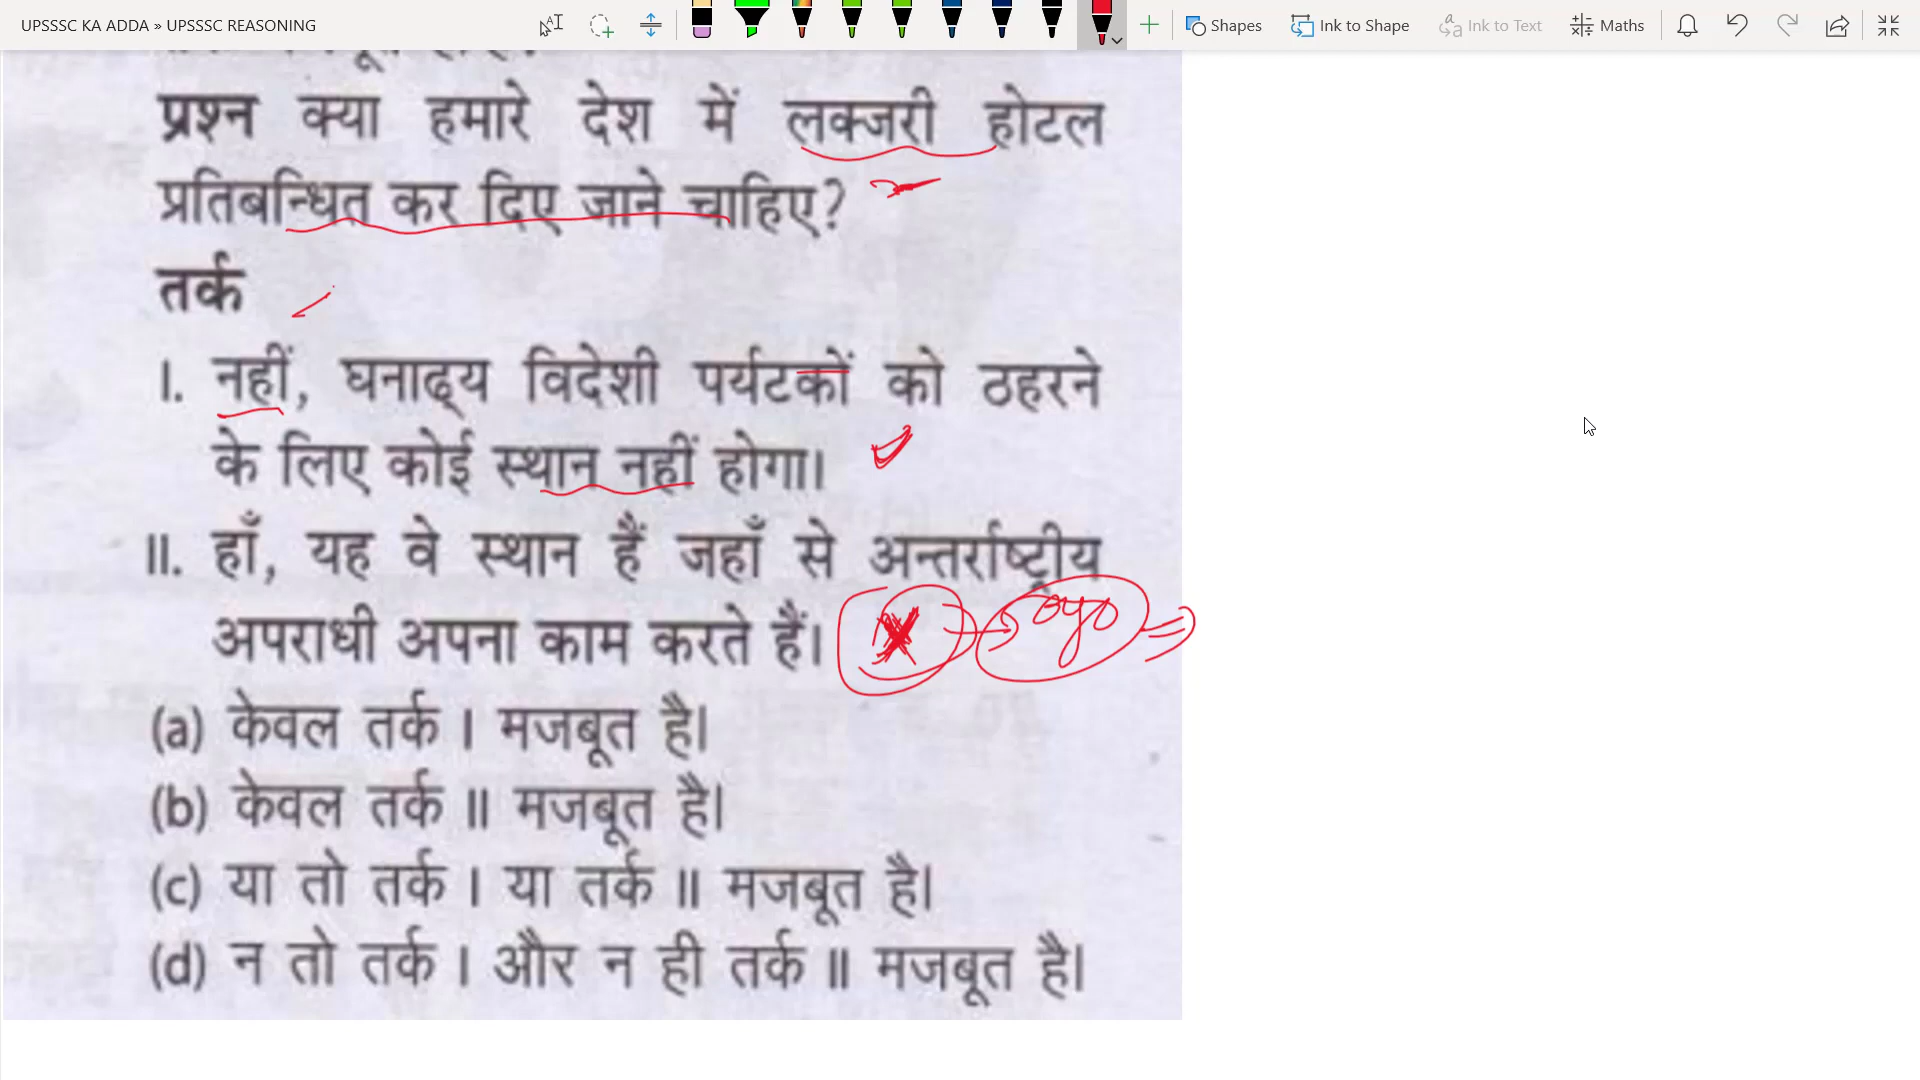 UPSSSC KA ADDA » UPSSSC REASONING
Shapes Ink to Shape Ink to Text Maths
प्रश्न क्या हमारे देश में लक्जरी होटल
प्रतिबन्धित कर दिए जाने चाहिए?
तर्क
I. नहीं, घनाढ्य विदेशी पर्यटकों को ठहरने
के लिए कोई स्थान नहीं होगा।
II. हाँ, यह वे स्थान हैं जहाँ से अन्तर्राष्ट्रीय
अपराधी अपना काम करते हैं।
oyo
(a) केवल तर्क I मजबूत है।
(b) केवल तर्क II मजबूत है।
(c) या तो तर्क I या तर्क II मजबूत है।
(d) न तो तर्क I और न ही तर्क II मजबूत है।